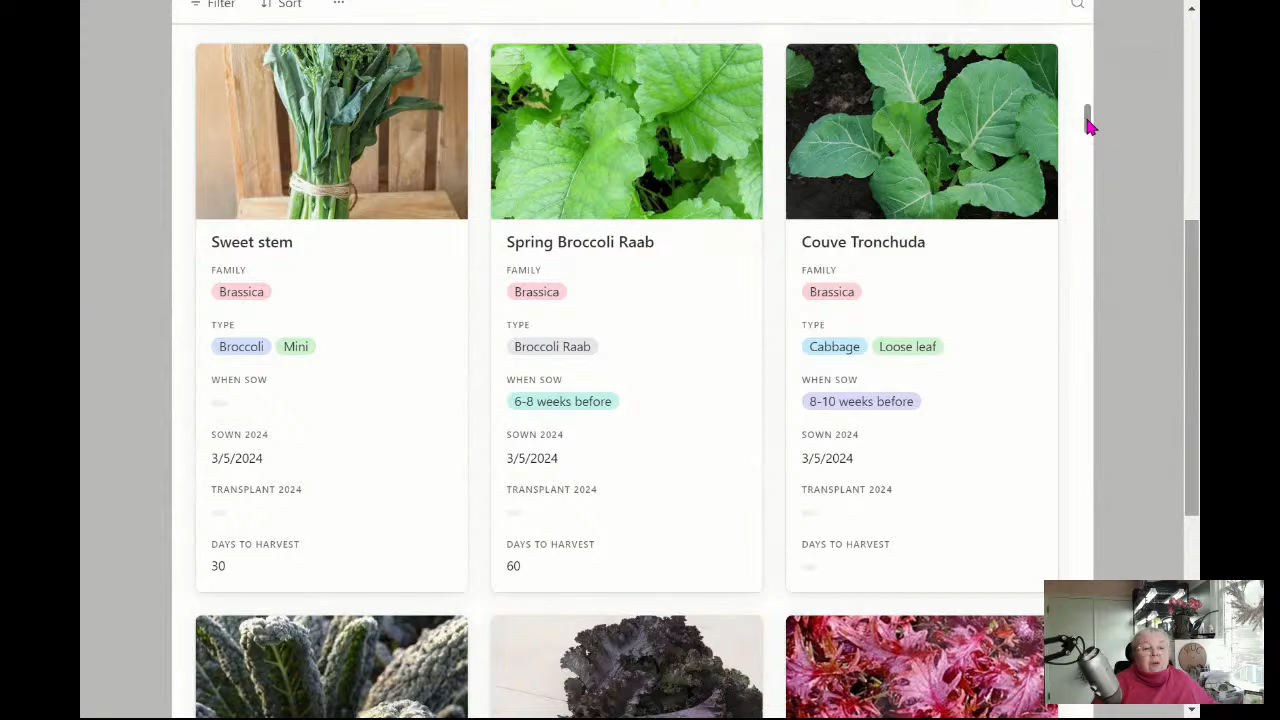 Filter Sort ...
Sweet stem
FAMILY
Brassica
TYPE
Broccoli Mini
WHEN SOW
SOWN 2024
3/5/2024
TRANSPLANT 2024
DAYS TO HARVEST
30
Spring Broccoli Raab
FAMILY
Brassica
TYPE
Broccoli Raab
WHEN SOW
6-8 weeks before
SOWN 2024
3/5/2024
TRANSPLANT 2024
DAYS TO HARVEST
60
Couve Tronchuda
FAMILY
Brassica
TYPE
Cabbage Loose leaf
WHEN SOW
8-10 weeks before
SOWN 2024
3/5/2024
TRANSPLANT 2024
DAYS TO HARVEST